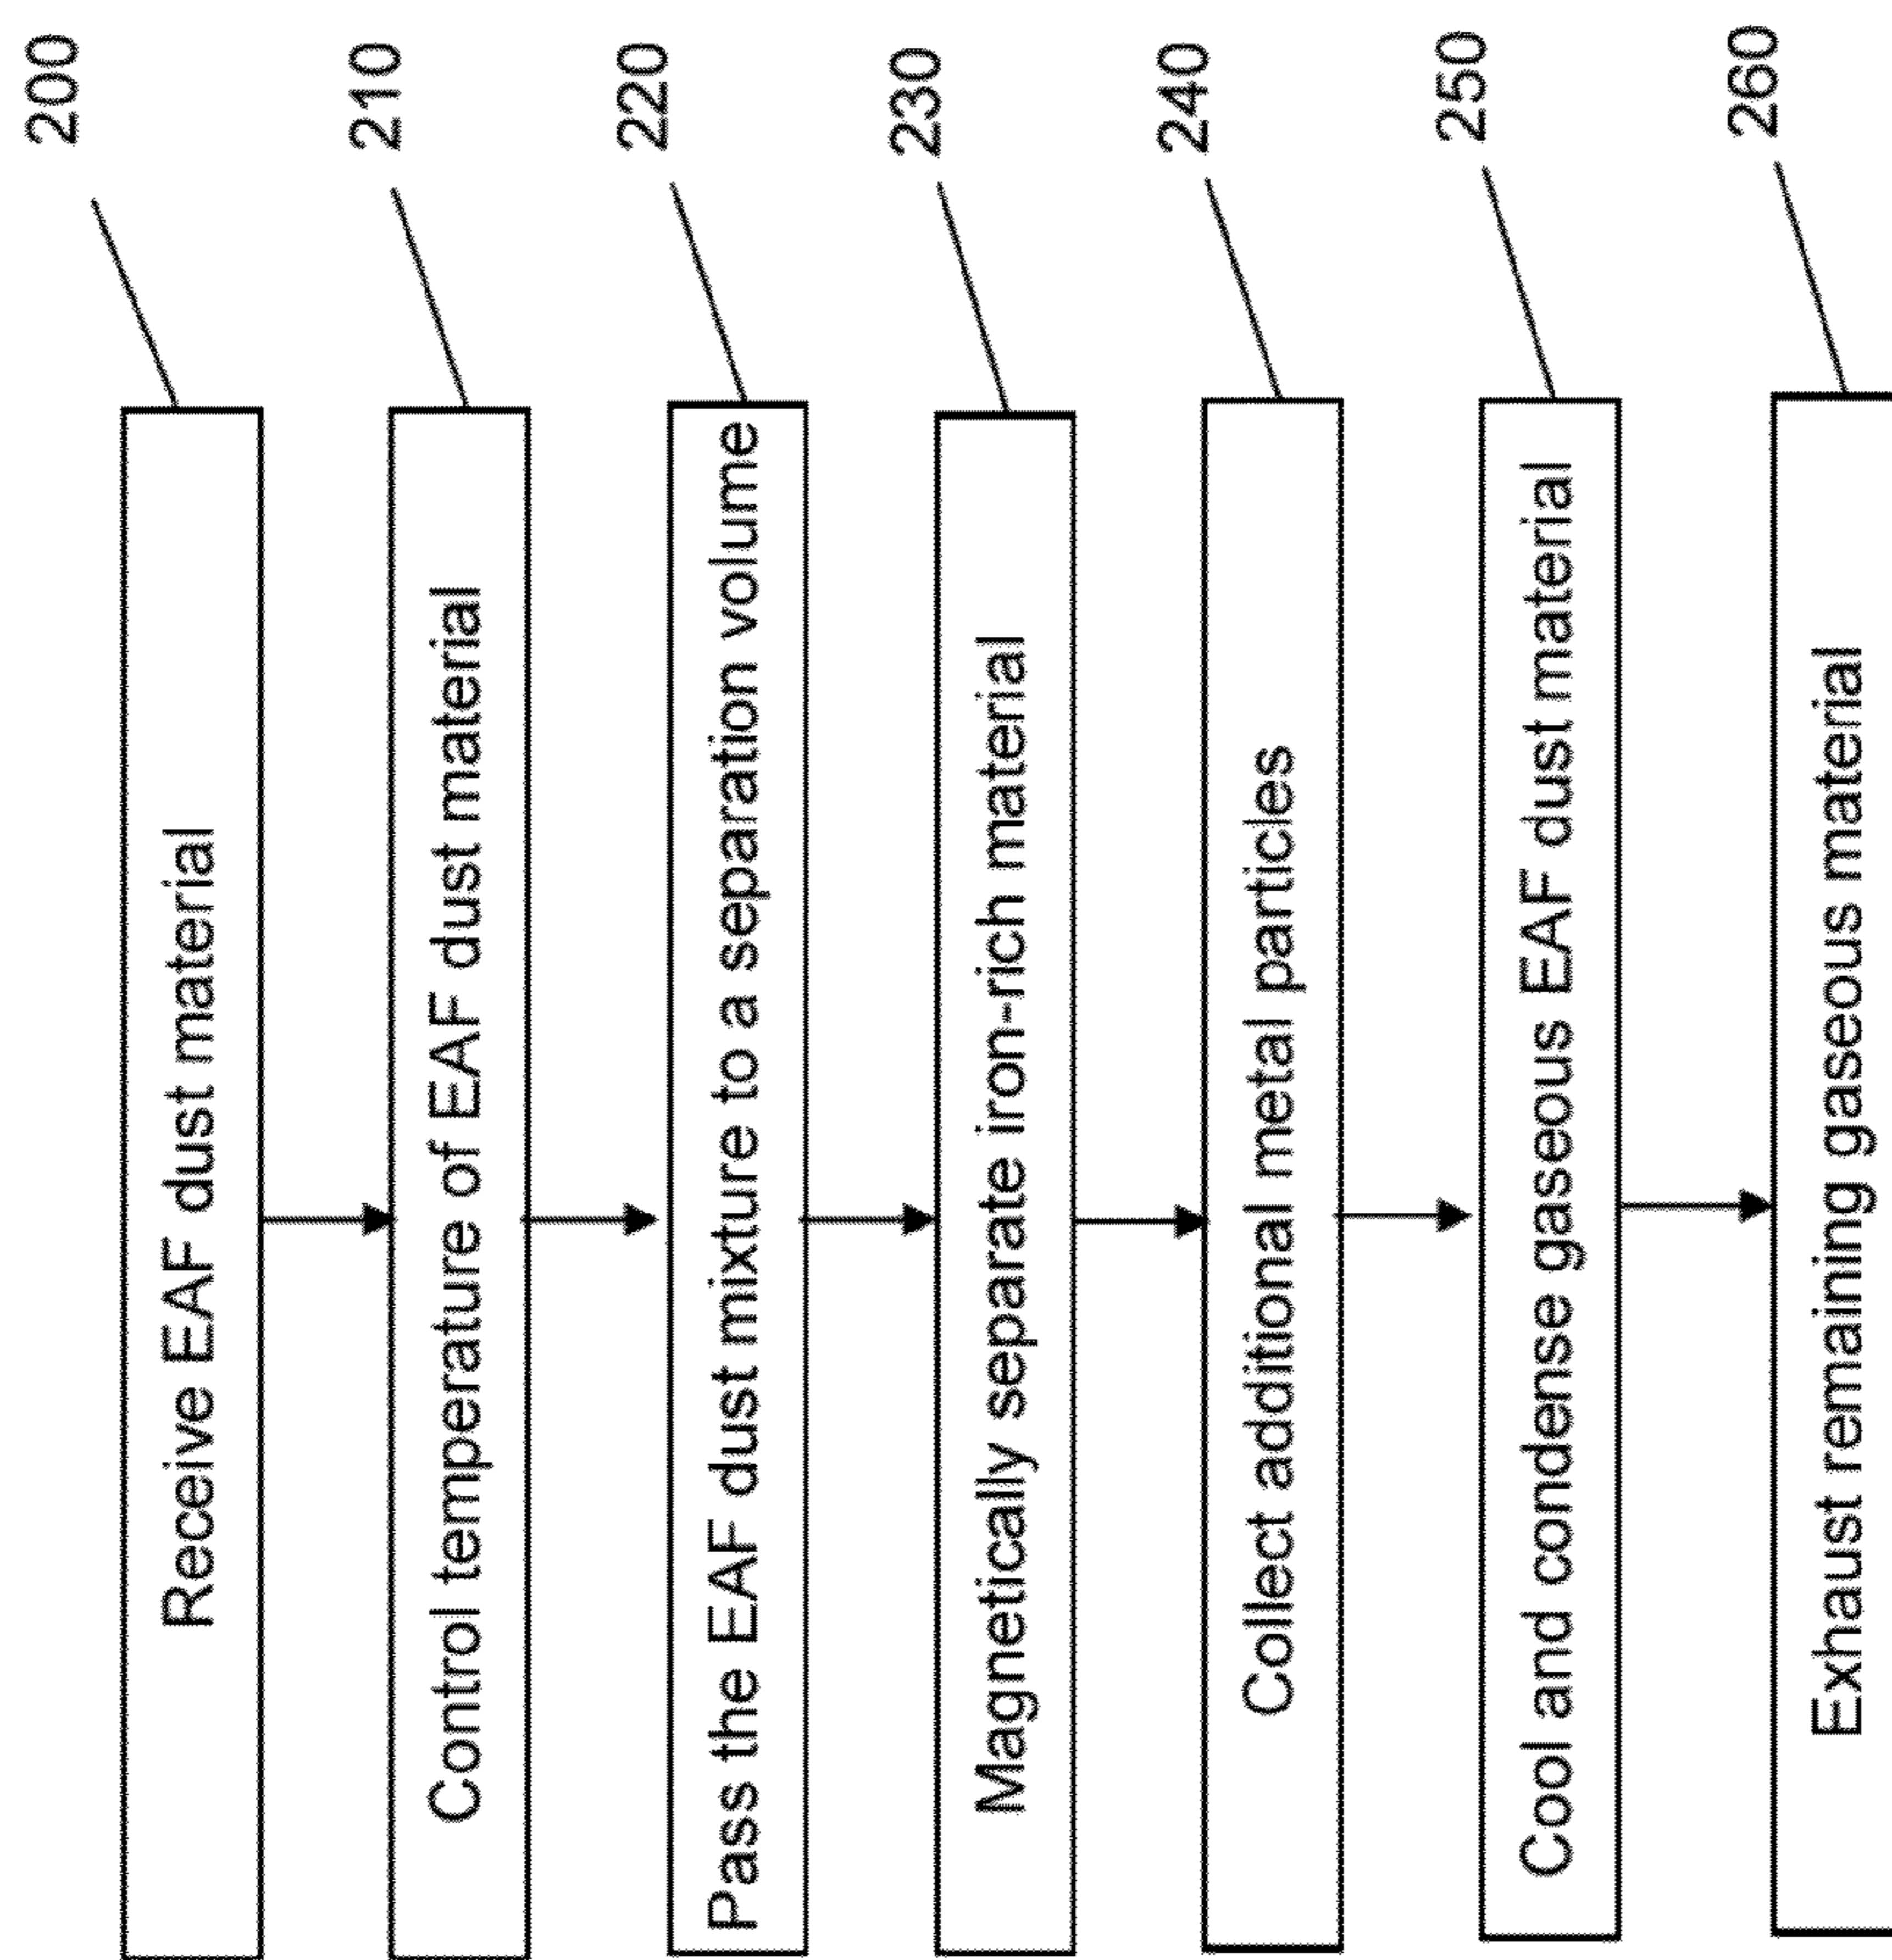 Receive EAF dust material
200
Control temperature of EAF dust material
210
Pass the EAF dust mixture to a separation volume
220
Magnetically separate iron-rich material
230
Collect additional metal particles
240
Cool and condense gaseous EAF dust material
250
Exhaust remaining gaseous material
260